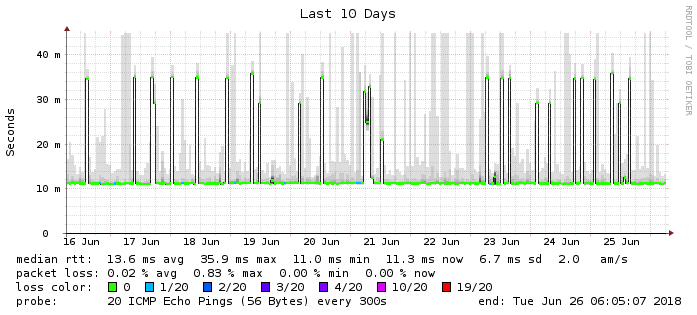 Last 10 Days
RRDTOOL / TOBI OETIKER
Seconds
40 m
30 m
20 m
10 m
0
16 Jun 17 Jun 18 Jun 19 Jun 20 Jun 21 Jun 22 Jun 23 Jun 24 Jun 25 Jun
median rtt: 13.6 ms avg 35.9 ms max 11.0 ms min 11.3 ms now 6.7 ms sd 2.0 am/s
packet loss: 0.02 % avg 0.83 % max 0.00 % min 0.00 % now
loss color: 0 1/20 2/20 3/20 4/20 10/20 19/20
probe: 20 ICMP Echo Pings (56 Bytes) every 300s end: Tue Jun 26 06:05:07 2018